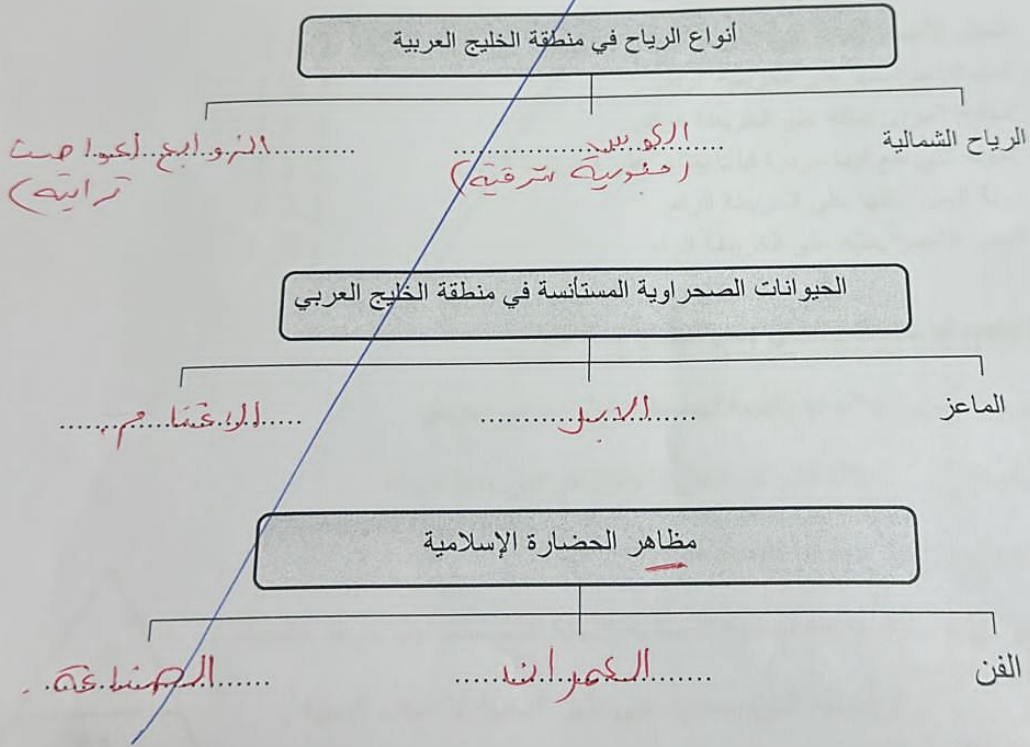 أنواع الرياح في منطقة الخليج العربية
الرياح الشمالية
الكوس
(جنوبية شرقية)
الزوابع (عواصف
ترابية)
الحيوانات الصحراوية المستأنسة في منطقة الخليج العربي
الماعز
الابل
الاغنام
مظاهر الحضارة الإسلامية
الفن
العمران
الصناعة